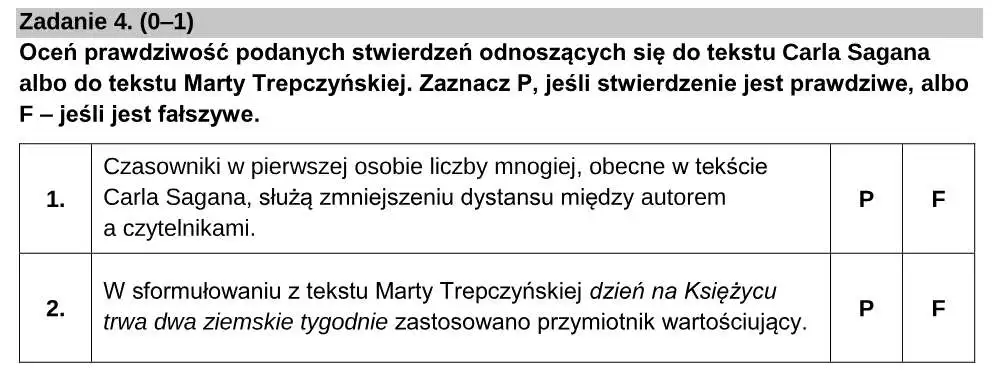 Zadanie 4. (0–1)
Oceń prawdziwość podanych stwierdzeń odnoszących się do tekstu Carla Sagana
albo do tekstu Marty Trepczyńskiej. Zaznacz P, jeśli stwierdzenie jest prawdziwe, albo
F – jeśli jest fałszywe.
1.
Czasowniki w pierwszej osobie liczby mnogiej, obecne w tekście
Carla Sagana, służą zmniejszeniu dystansu między autorem
a czytelnikami.
P
F
2.
W sformułowaniu z tekstu Marty Trepczyńskiej dzień na Księżycu
trwa dwa ziemskie tygodnie zastosowano przymiotnik wartościujący.
P
F